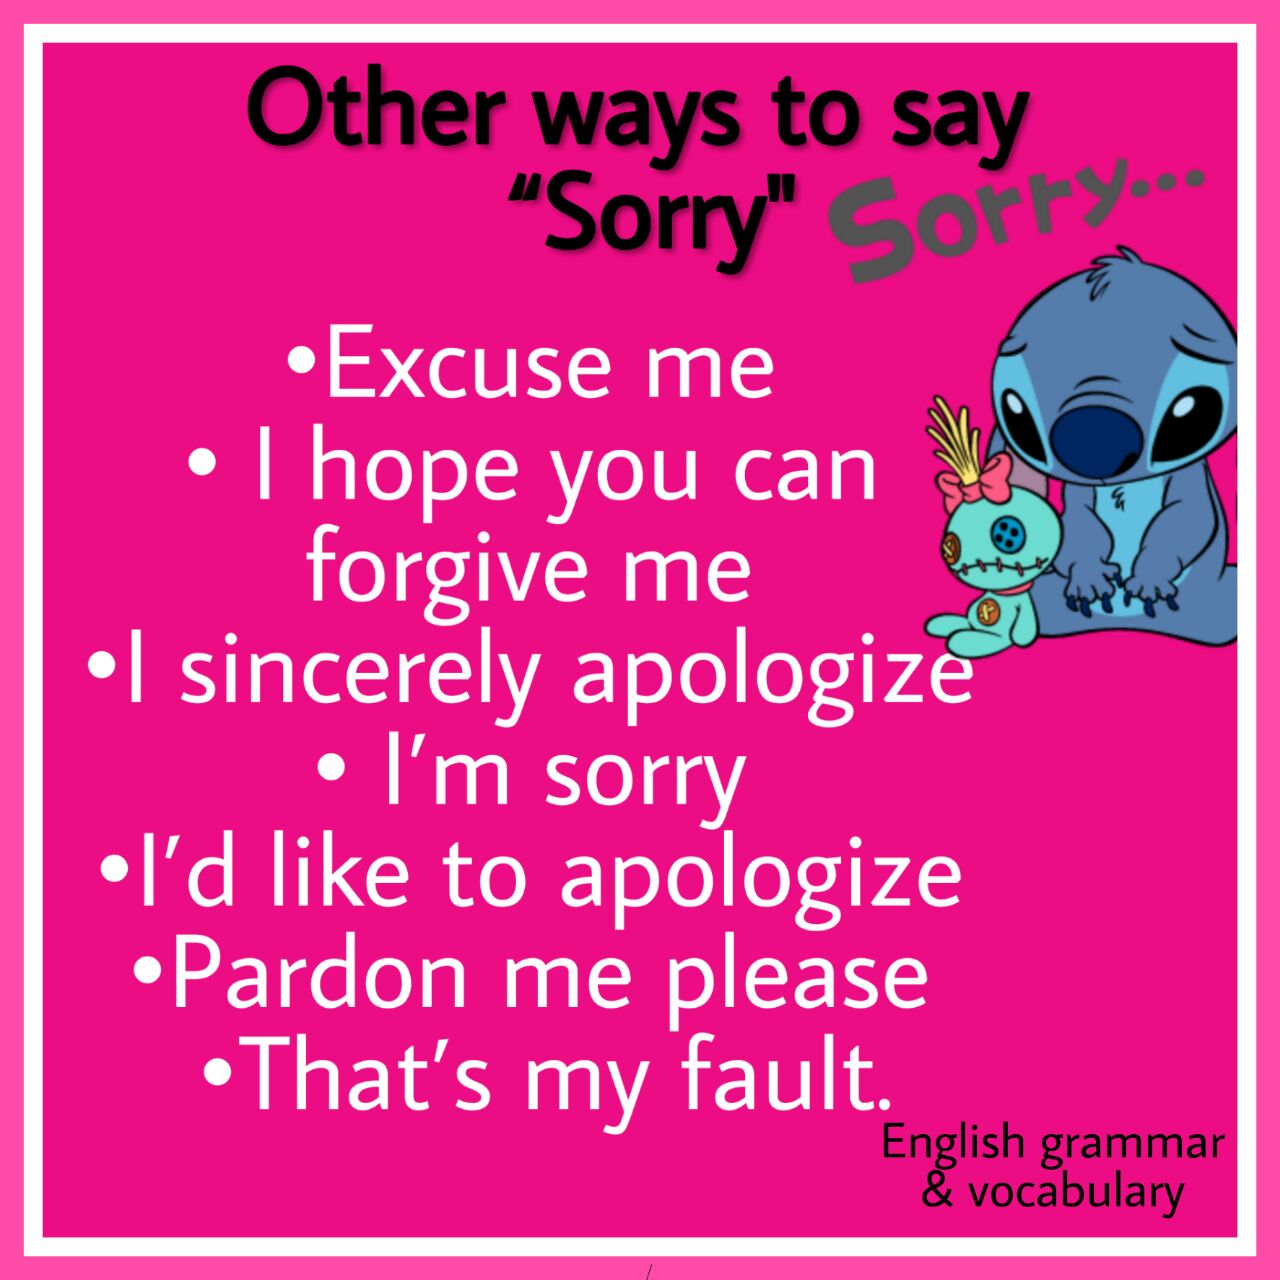 Other ways to say
“Sorry"
Sorry...
•Excuse me
• I hope you can
forgive me
•I sincerely apologize
• I’m sorry
•I’d like to apologize
•Pardon me please
•That’s my fault.
English grammar
& vocabulary